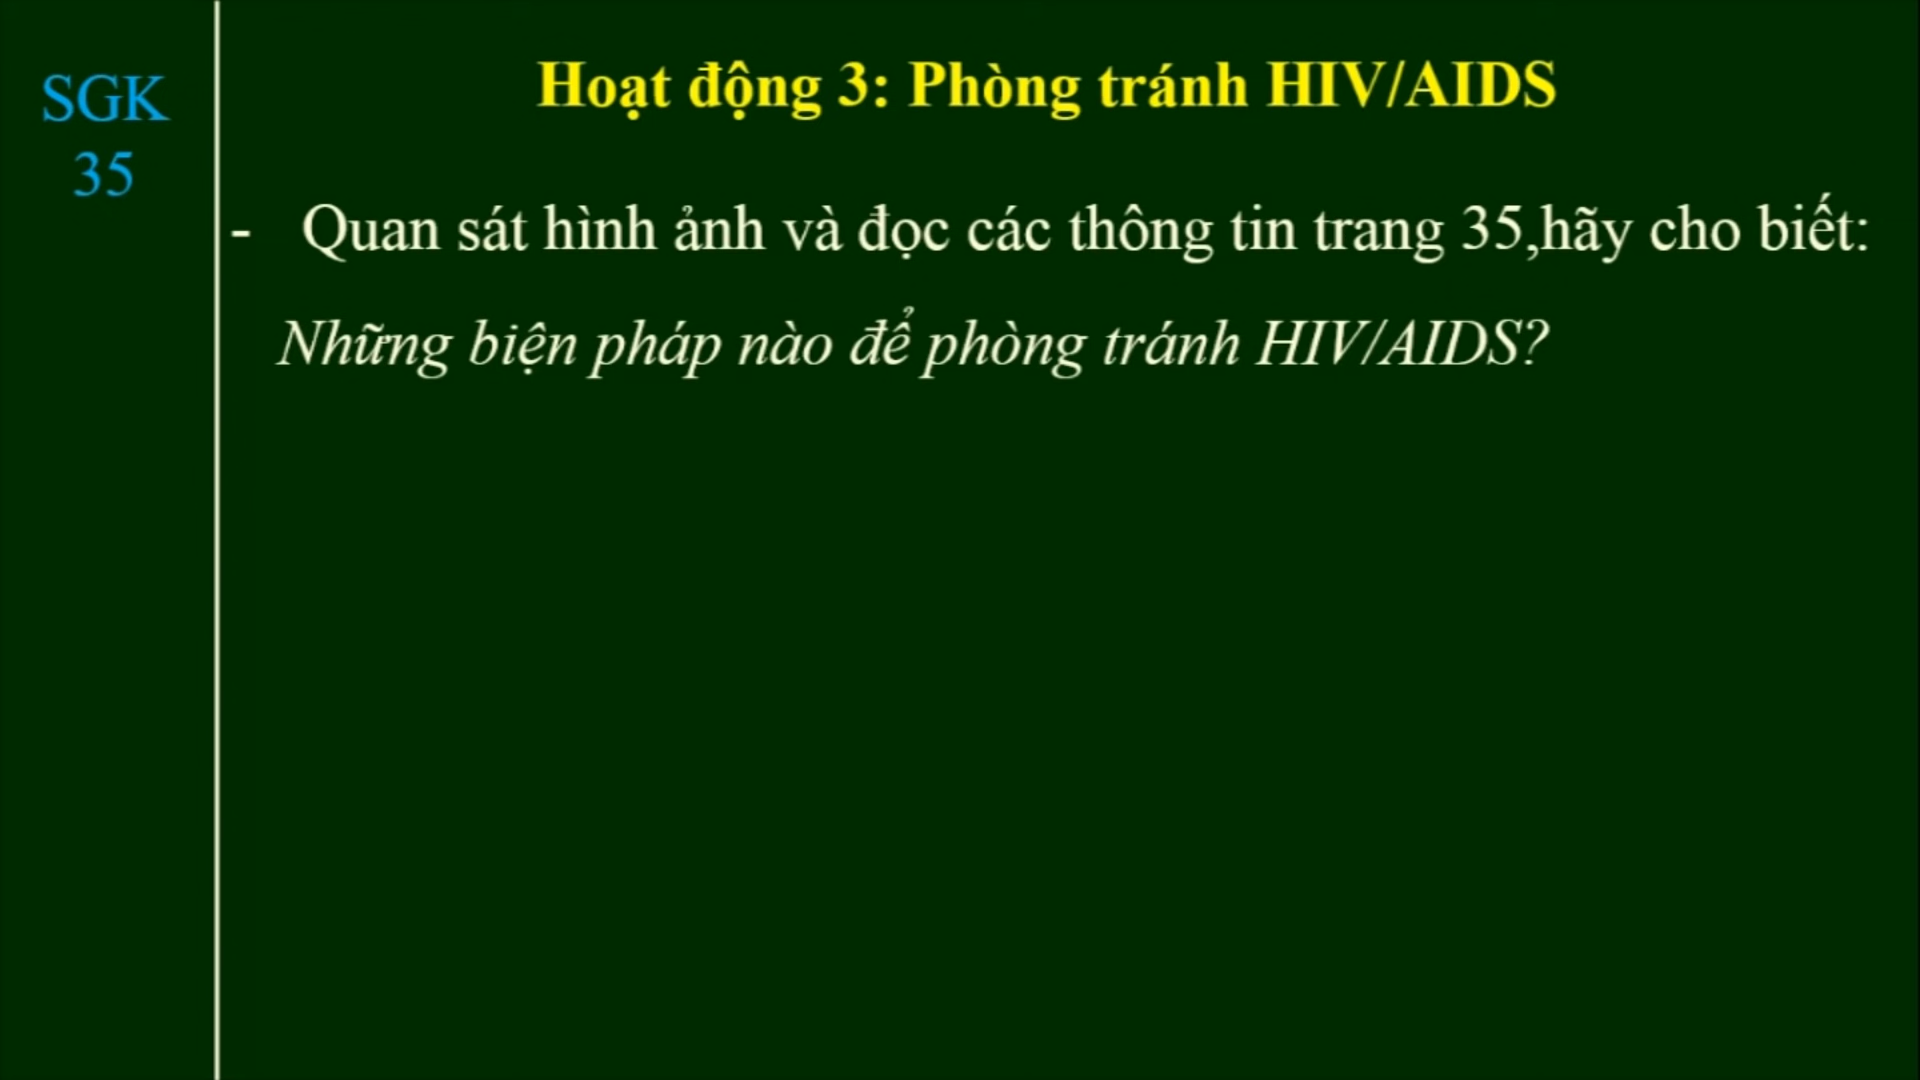 SGK
35
Hoạt động 3: Phòng tránh HIV/AIDS
- Quan sát hình ảnh và đọc các thông tin trang 35,hãy cho biết:
Những biện pháp nào để phòng tránh HIV/AIDS?